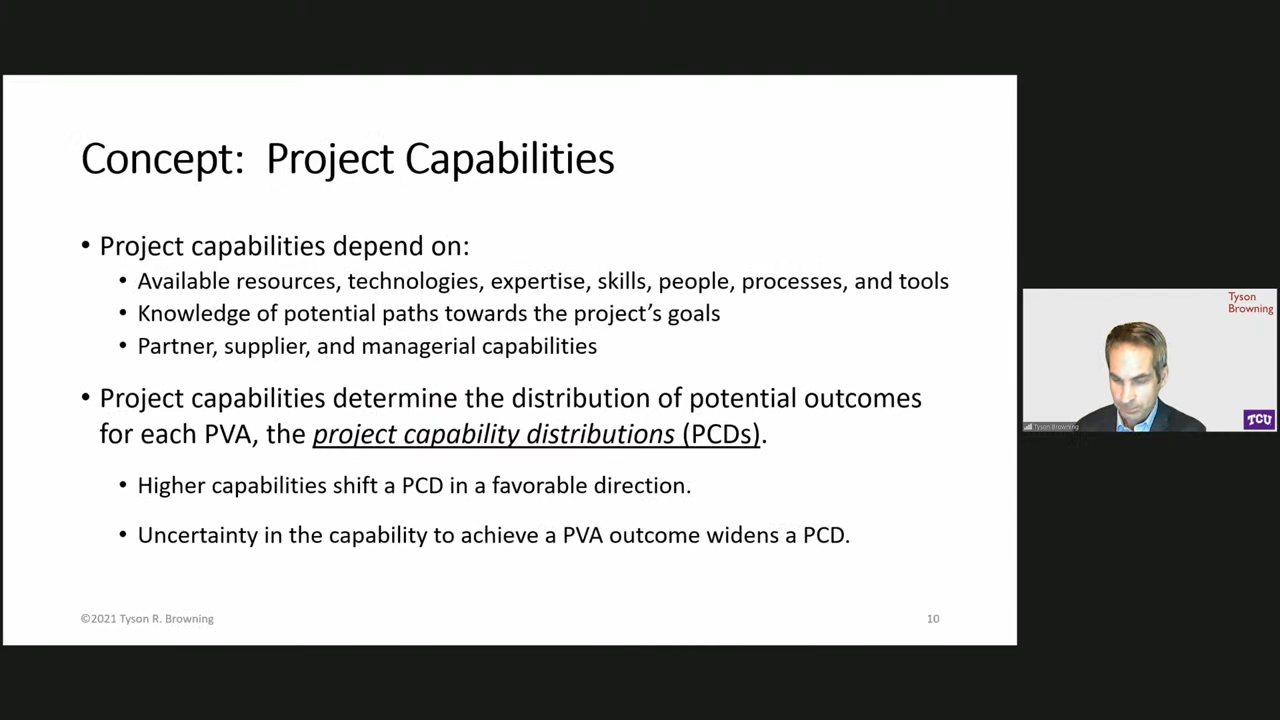 Concept:  Project Capabilities
• Project capabilities depend on:
• Available resources, technologies, expertise, skills, people, processes, and tools
• Knowledge of potential paths towards the project's goals
• Partner, supplier, and managerial capabilities
• Project capabilities determine the distribution of potential outcomes
for each PVA, the project capability distributions (PCDs).
• Higher capabilities shift a PCD in a favorable direction.
• Uncertainty in the capability to achieve a PVA outcome widens a PCD.
©2021 Tyson R. Browning
10
Tyson
Browning
Tyson Browning
TCU